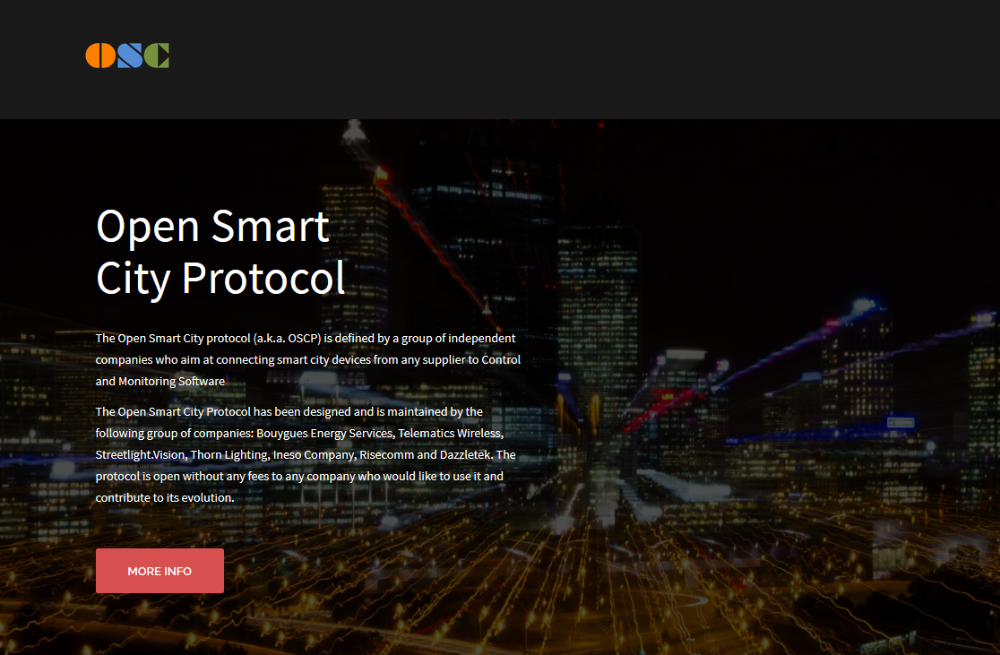 OSC
Open Smart
City Protocol
The Open Smart City protocol (a.k.a. OSCP) is defined by a group of independent
companies who aim at connecting smart city devices from any supplier to Control
and Monitoring Software
The Open Smart City Protocol has been designed and is maintained by the
following group of companies: Bouygues Energy Services, Telematics Wireless,
Streetlight.Vision, Thorn Lighting, Ineso Company, Risecomm and Dazzletek. The
protocol is open without any fees to any company who would like to use it and
contribute to its evolution.
MORE INFO